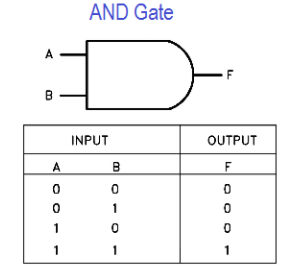 AND Gate
A
F
B
INPUT OUTPUT
A B F
0 0 0
0 1 0
1 0 0
1 1 1